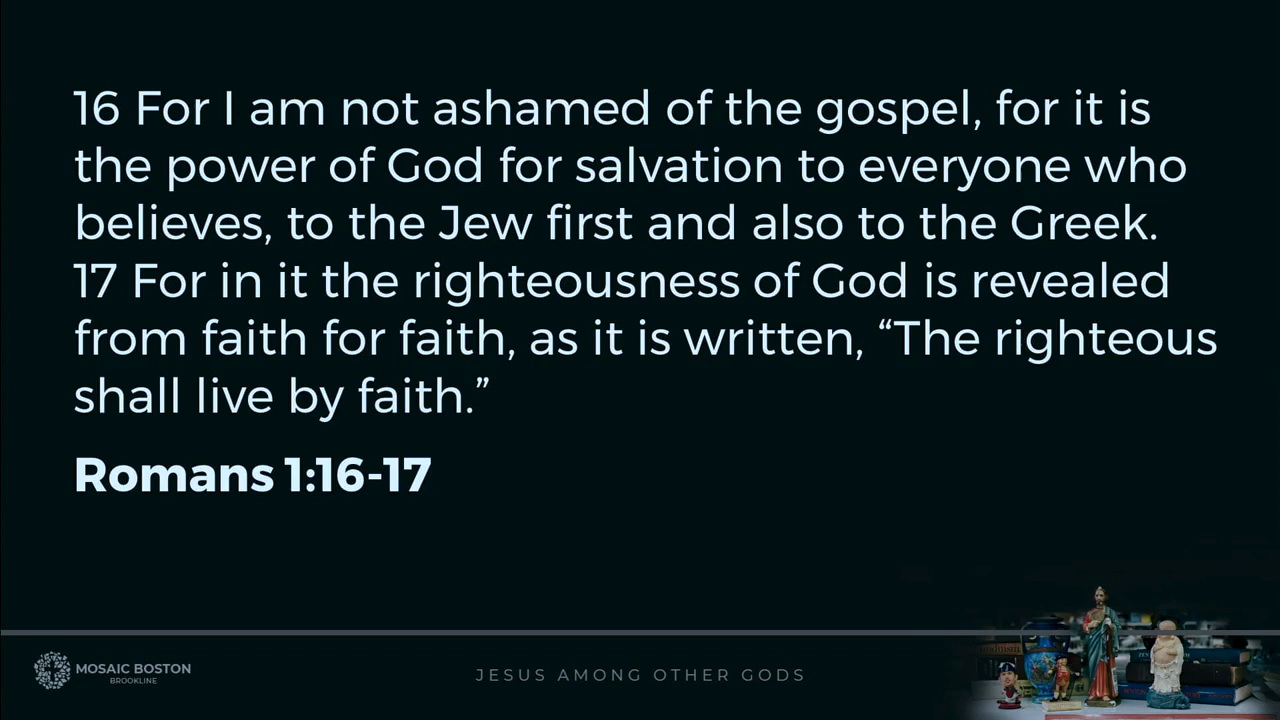 16 For I am not ashamed of the gospel, for it is
the power of God for salvation to everyone who
believes, to the Jew first and also to the Greek.
17 For in it the righteousness of God is revealed
from faith for faith, as it is written, “The righteous
shall live by faith.”
Romans 1:16-17
MOSAIC BOSTON
BROOKLINE
JESUS AMONG OTHER GODS